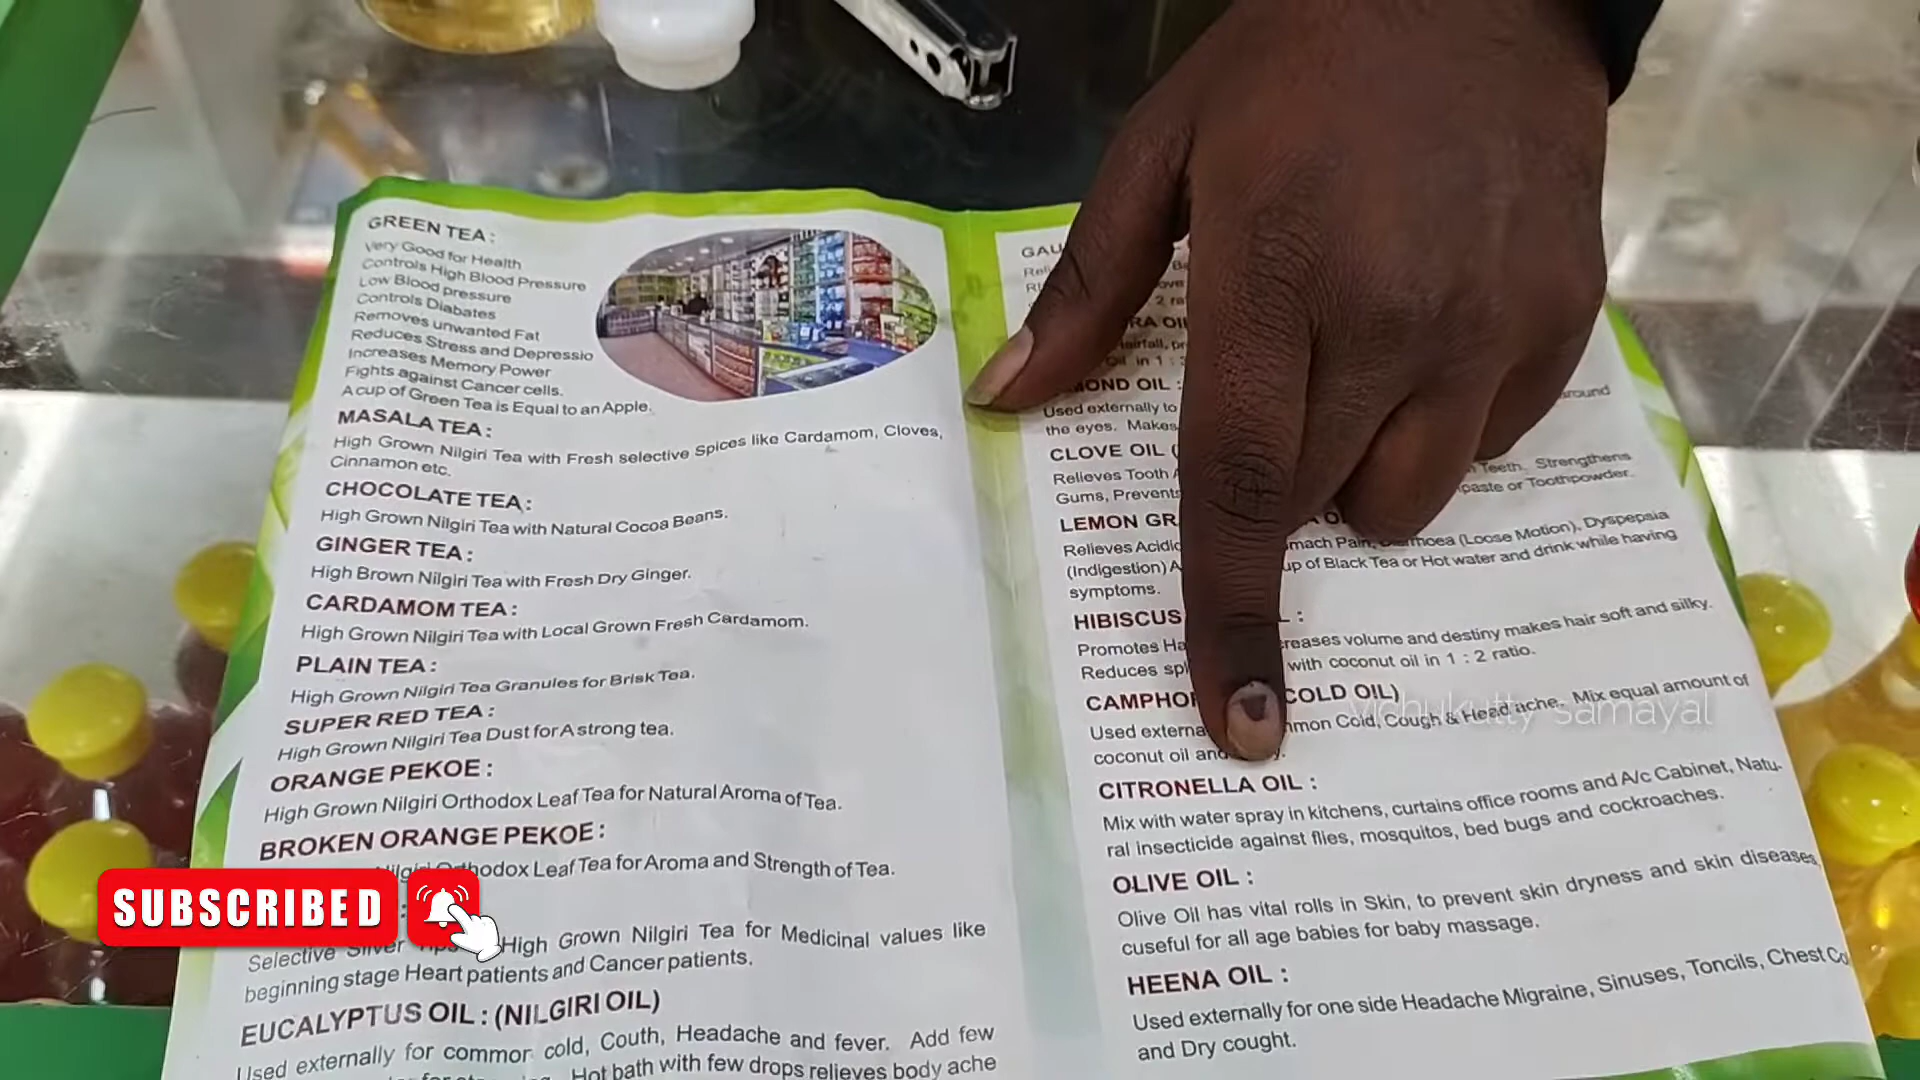 GREEN TEA :
Very Good for Health
Controls High Blood Pressure
Low Blood pressure
Controls Diabates
Removes unwanted Fat
Reduces Stress and Depressio
Increases Memory Power
Fights against Cancer cells.
A cup of Green Tea is Equal to an Apple.
MASALA TEA :
High Grown Nilgiri Tea with Fresh selective Spices like Cardamom, Cloves,
Cinnamon etc.
CHOCOLATE TEA :
High Grown Nilgiri Tea with Natural Cocoa Beans.
GINGER TEA :
High Brown Nilgiri Tea with Fresh Dry Ginger.
CARDAMOM TEA :
High Grown Nilgiri Tea with Local Grown Fresh Cardamom.
PLAIN TEA :
High Grown Nilgiri Tea Granules for Brisk Tea.
SUPER RED TEA :
High Grown Nilgiri Tea Dust for A strong tea.
ORANGE PEKOE :
High Grown Nilgiri Orthodox Leaf Tea for Natural Aroma of Tea.
BROKEN ORANGE PEKOE :
Leaf Tea for Aroma and Strength of Tea.
SUBSCRIBED
Selective Silver High Grown Nilgiri Tea for Medicinal values like
beginning stage Heart patients and Cancer patients.
EUCALYPTUS OIL : (NILGIRI OIL)
Used externally for common cold, Couth, Headache and fever. Add few
Hot bath with few drops relieves body ache
OIL
in 1 :
OIL :
around
Used externally to
the eyes. Makes
CLOVE OIL (
Relieves Tooth Teeth. Strengthens
Gums, Prevents or Toothpowder.
LEMON
Relieves Pain, (Loose Motion), Dyspepsia
(Indigestion) of Black Tea or Hot water and drink while having
symptoms.
HIBISCUS :
Promotes volume and destiny makes hair soft and silky.
Reduces with coconut oil in 1 : 2 ratio.
COLD OIL)
Used Cold, Cough & Head ache. Mix equal amount of
coconut oil and
vichukutty samayal
CITRONELLA OIL :
Mix with water spray in kitchens, curtains office rooms and A/c Cabinet, Natu-
ral insecticide against flies, mosquitos, bed bugs and cockroaches.
OLIVE OIL :
Olive Oil has vital rolls in Skin, to prevent skin dryness and skin diseases,
cuseful for all age babies for baby massage.
HEENA OIL :
Used externally for one side Headache Migraine, Sinuses, Toncils, Chest Co
and Dry cought.